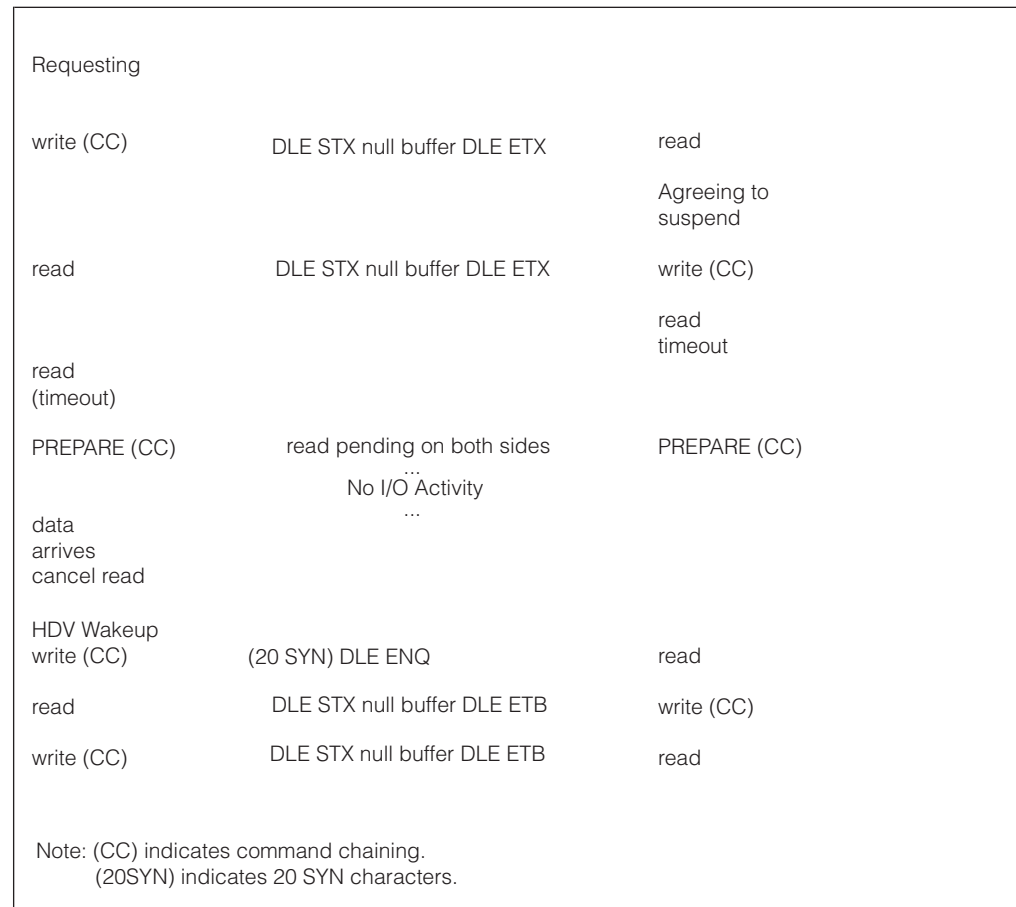 Requesting
write (CC) DLE STX null buffer DLE ETX read
Agreeing to
suspend
read DLE STX null buffer DLE ETX write (CC)
read
timeout
read
(timeout)
PREPARE (CC) read pending on both sides PREPARE (CC)
...
No I/O Activity
...
data
arrives
cancel read
HDV Wakeup
write (CC) (20 SYN) DLE ENQ read
read DLE STX null buffer DLE ETB write (CC)
write (CC) DLE STX null buffer DLE ETB read
Note: (CC) indicates command chaining.
(20SYN) indicates 20 SYN characters.